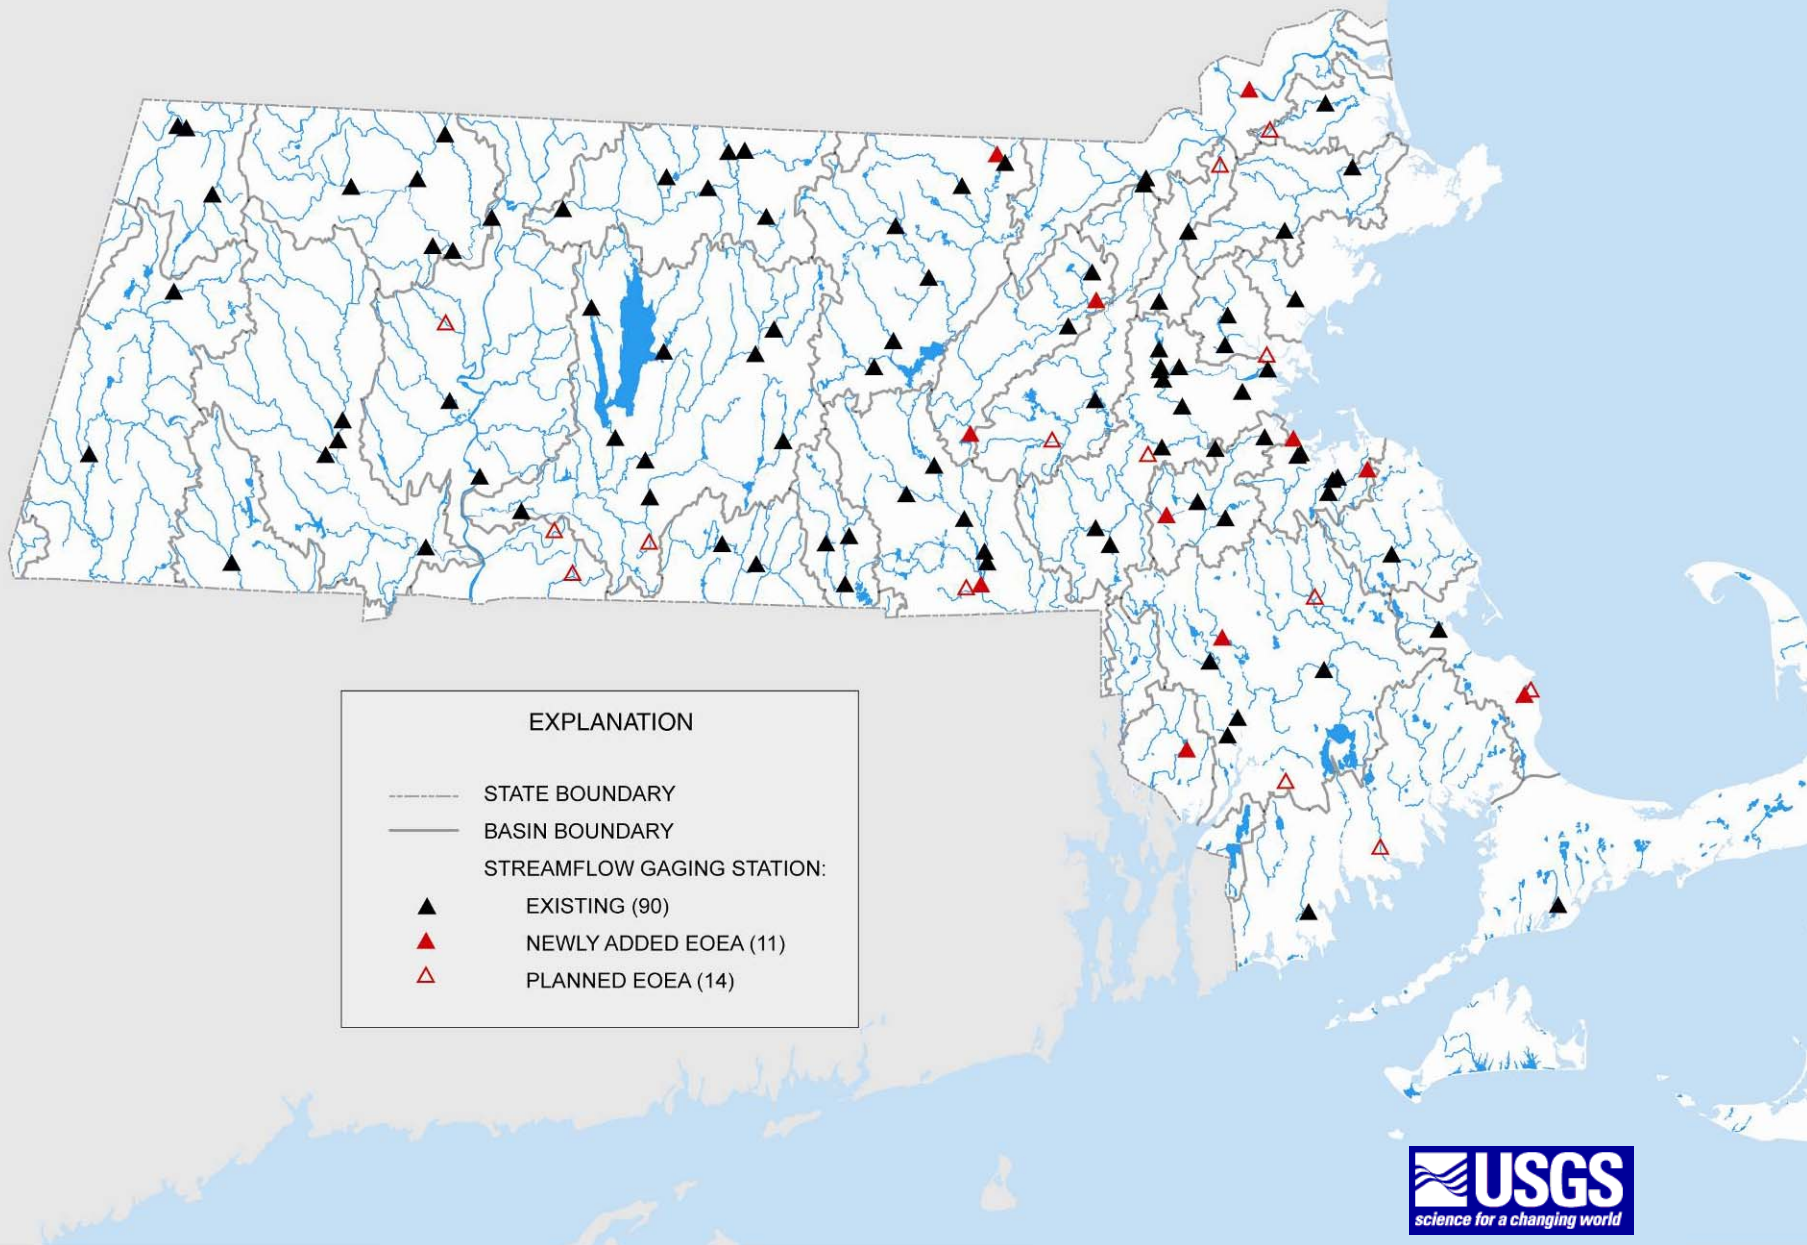 EXPLANATION
STATE BOUNDARY
BASIN BOUNDARY
STREAMFLOW GAGING STATION:
EXISTING (90)
NEWLY ADDED EOEA (11)
PLANNED EOEA (14)
USGS
science for a changing world